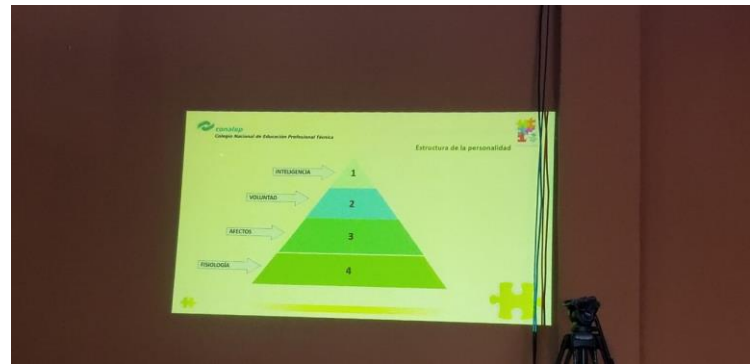 conalep
Colegio Nacional de Educación Profesional Técnica
Estructura de la personalidad
INTELIGENCIA
1
VOLUNTAD
2
AFECTOS
3
FISIOLOGÍA
4